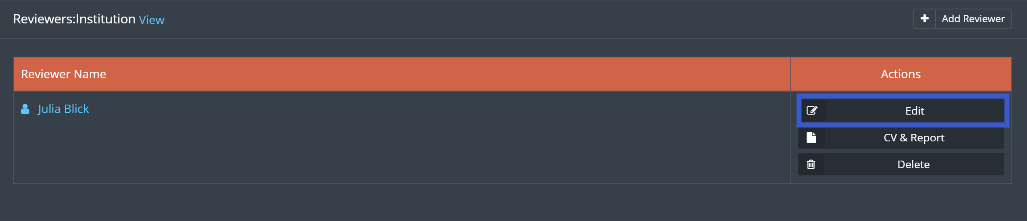 Reviewers:Institution View
Add Reviewer
Reviewer Name
Actions
Julia Blick
Edit
CV & Report
Delete